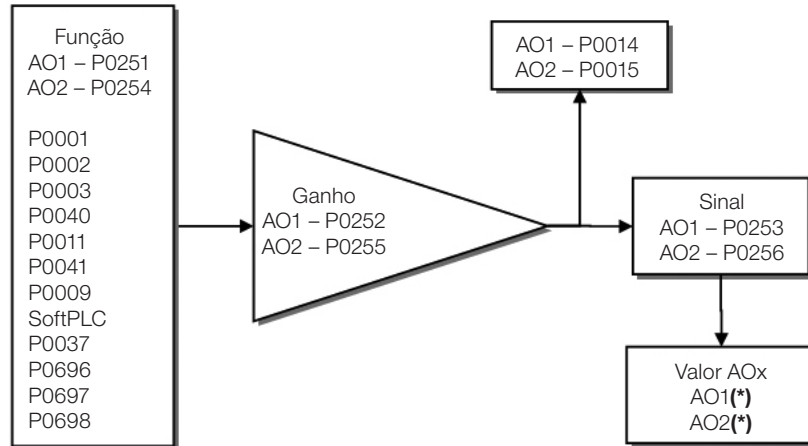 Função
AO1 – P0251
AO2 – P0254
P0001
P0002
P0003
P0040
P0011
P0041
P0009
SoftPLC
P0037
P0696
P0697
P0698
Ganho
AO1 – P0252
AO2 – P0255
AO1 – P0014
AO2 – P0015
Sinal
AO1 – P0253
AO2 – P0256
Valor AOx
AO1(*)
AO2(*)